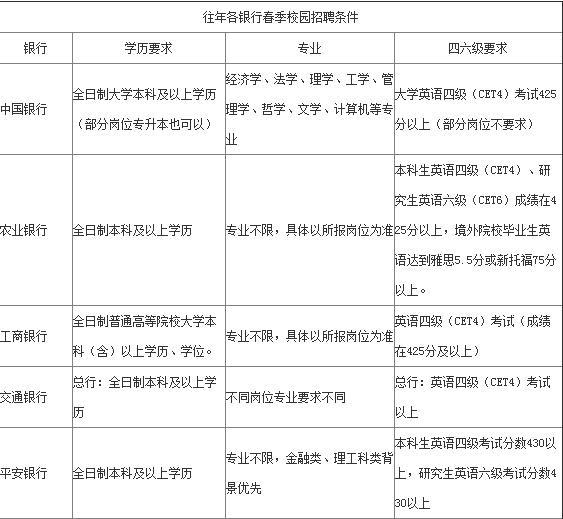 往年各银行春季校园招聘条件
银行
学历要求
专业
四六级要求
中国银行
全日制大学本科及以上学历
（部分岗位专升本也可以）
经济学、法学、理学、工学、管
理学、哲学、文学、计算机等专
业
大学英语四级（CET4）考试425
分以上（部分岗位不要求）
农业银行
全日制本科及以上学历
专业不限，具体以所报岗位为准
本科生英语四级（CET4）、研
究生英语六级（CET6）成绩在4
25分以上，境外院校毕业生英
语达到雅思5.5分或新托福75分
以上。
工商银行
全日制普通高等院校大学本
科（含）以上学历、学位。
专业不限，具体以所报岗位为准
英语四级（CET4）考试（成绩
在425分及以上）
交通银行
总行：全日制本科及以上学
历
不同岗位专业要求不同
总行：英语四级（CET4）考试
以上
平安银行
全日制本科及以上学历
专业不限，金融类、理工科类背
景优先
本科生英语四级考试分数430以
上，研究生英语六级考试分数4
30以上